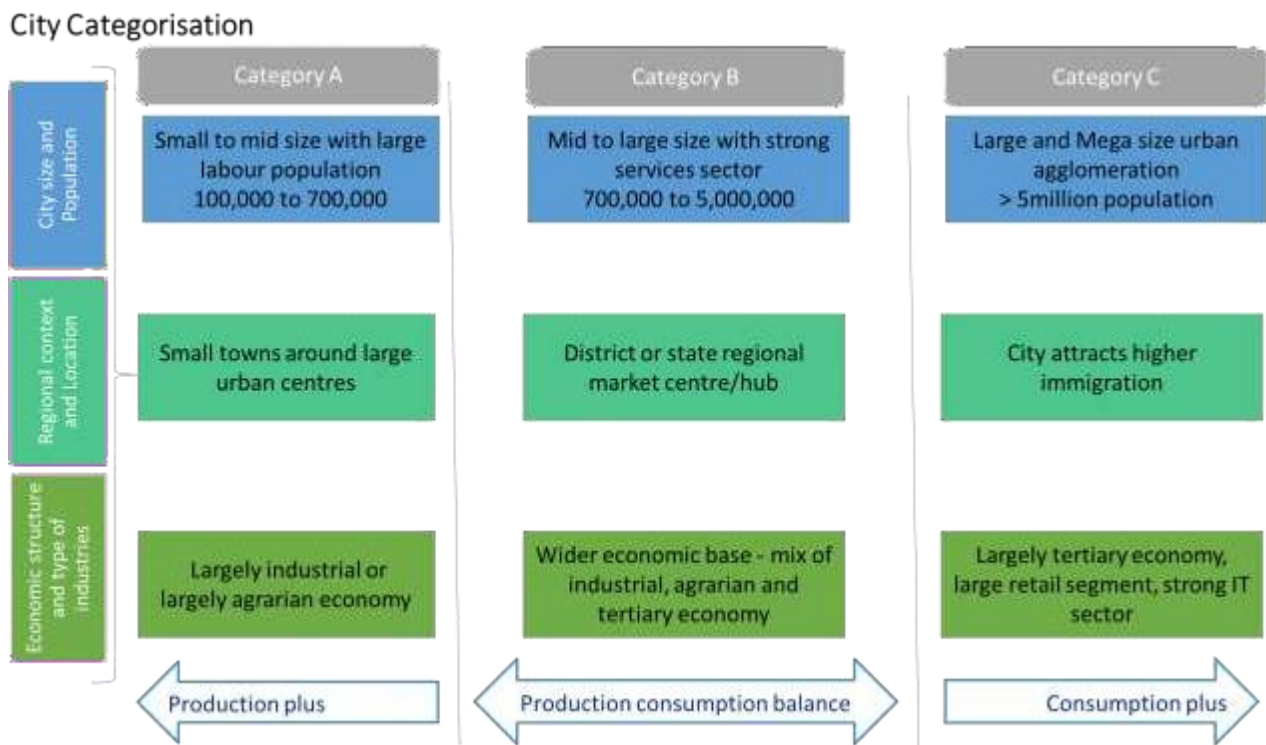 City Categorisation
Category A
Category B
Category C
City size and
Population
Small to mid size with large
labour population
100,000 to 700,000
Mid to large size with strong
services sector
700,000 to 5,000,000
Large and Mega size urban
agglomeration
> 5million population
Regional context
and Location
Small towns around large
urban centres
District or state regional
market centre/hub
City attracts higher
immigration
Economic structure
and type of
industries
Largely industrial or
largely agrarian economy
Wider economic base - mix of
industrial, agrarian and
tertiary economy
Largely tertiary economy,
large retail segment, strong IT
sector
Production plus
Production consumption balance
Consumption plus